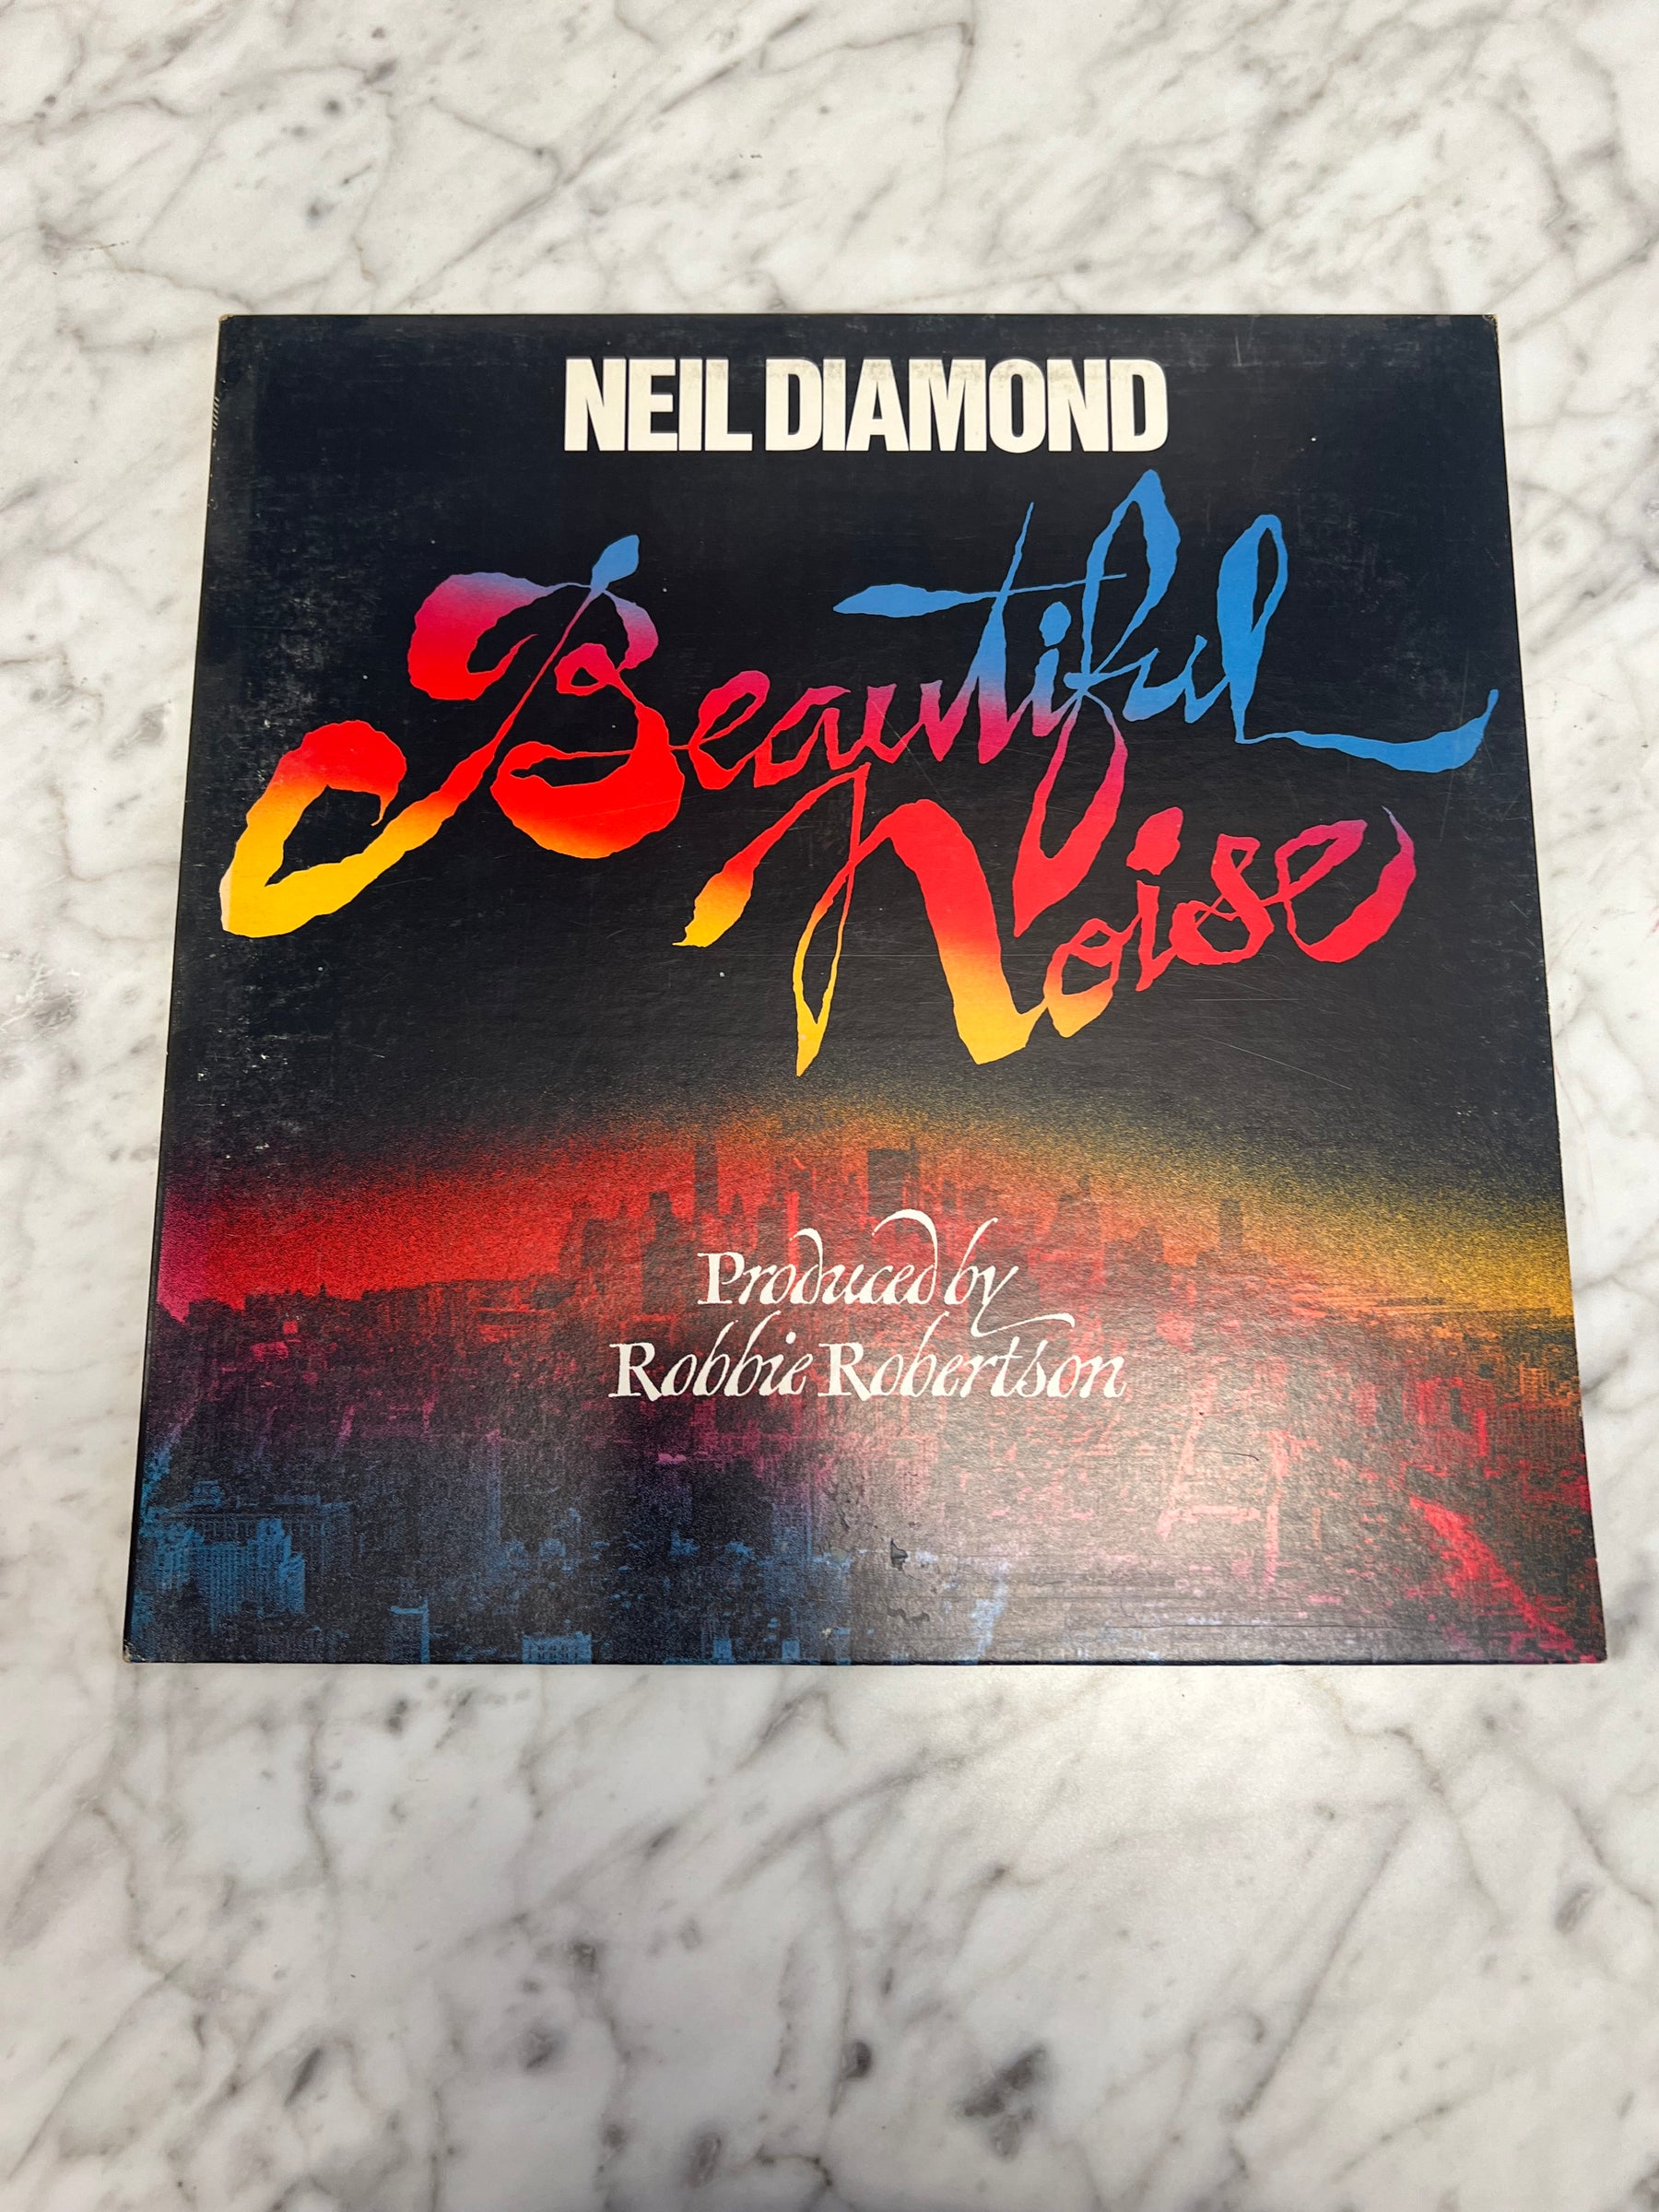 NEIL DIAMOND
Beautiful
Noise
Produced by
Robbie Robertson